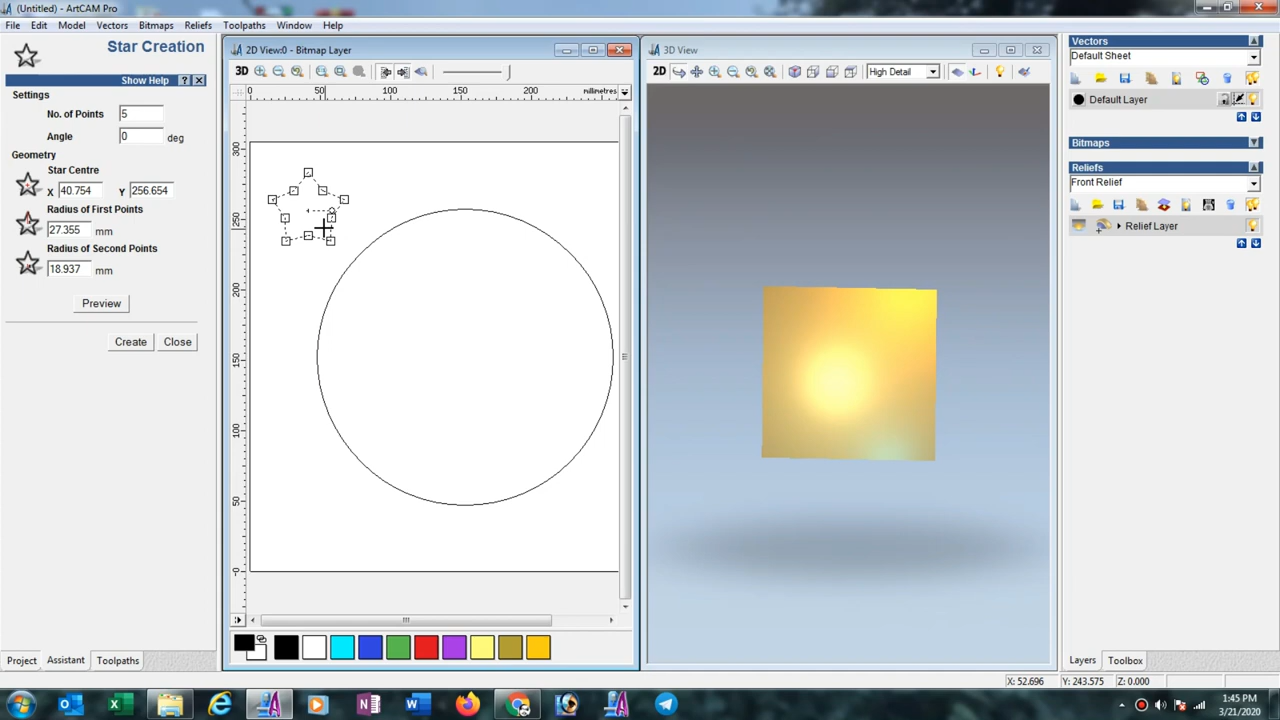 (Untitled) - ArtCAM Pro
File Edit Model Vectors Bitmaps Reliefs Toolpaths Window Help
Star Creation
Show Help ? X
Settings
No. of Points 5
Angle 0 deg
Geometry
Star Centre
X 40.754 Y 256.654
Radius of First Points
27.355 mm
Radius of Second Points
18.937 mm
Preview
Create Close
Project Assistant Toolpaths
2D View:0 - Bitmap Layer
3D
0 50 100 150 200 millimetres
300
250
200
150
100
50
-0
3D View
2D High Detail
Vectors
Default Sheet
Default Layer
Bitmaps
Reliefs
Front Relief
Relief Layer
Layers Toolbox
X: 52.696 Y: 243.575 Z: 0.000
1:45 PM
3/21/2020